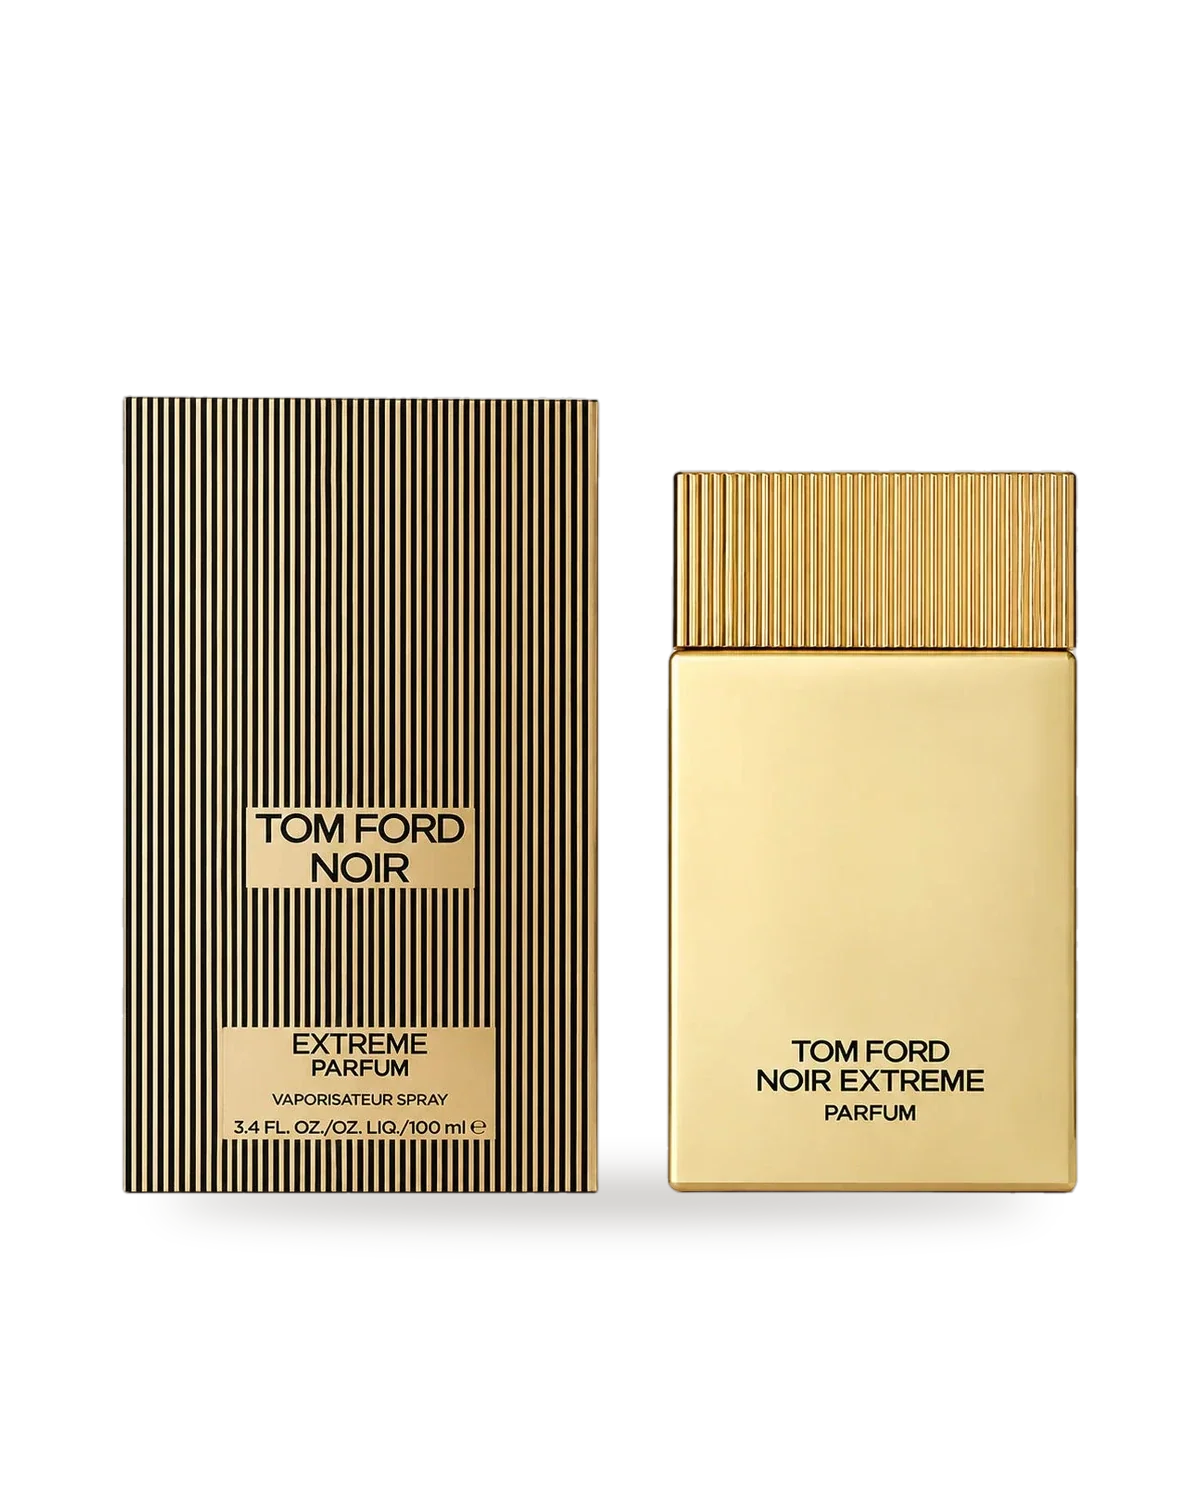 TOM FORD
NOIR
EXTREME
PARFUM
VAPORISATEUR SPRAY
3.4 FL. OZ./OZ. LIQ./100 ml ℮
TOM FORD
NOIR EXTREME
PARFUM